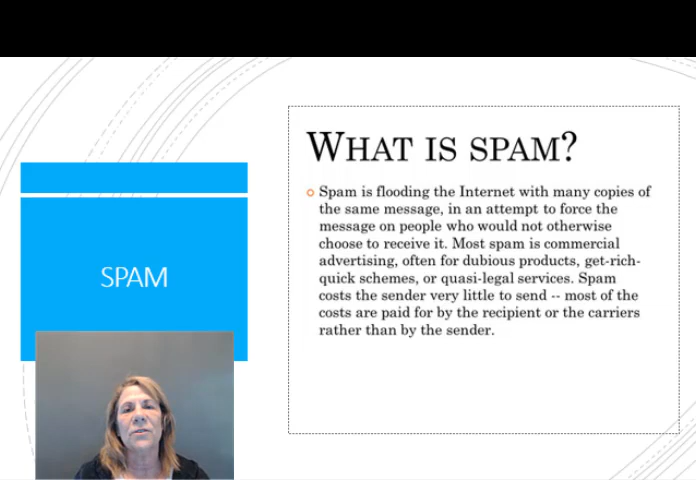 SPAM
WHAT IS SPAM?
Spam is flooding the Internet with many copies of
the same message, in an attempt to force the
message on people who would not otherwise
choose to receive it. Most spam is commercial
advertising, often for dubious products, get-rich-
quick schemes, or quasi-legal services. Spam
costs the sender very little to send -- most of the
costs are paid for by the recipient or the carriers
rather than by the sender.